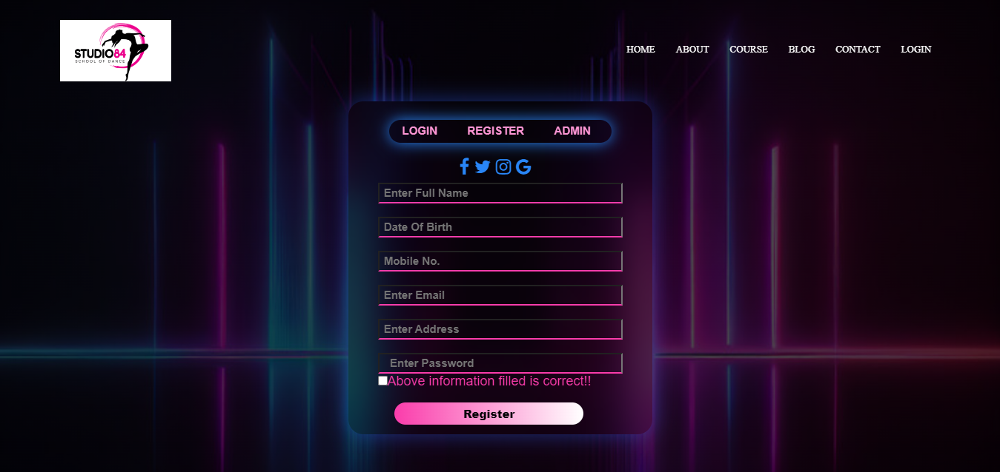 STUDIO84
SCHOOL OF DANCE
HOME ABOUT COURSE BLOG CONTACT LOGIN
LOGIN REGISTER ADMIN
Enter Full Name
Date Of Birth
Mobile No.
Enter Email
Enter Address
Enter Password
Above information filled is correct!!
Register